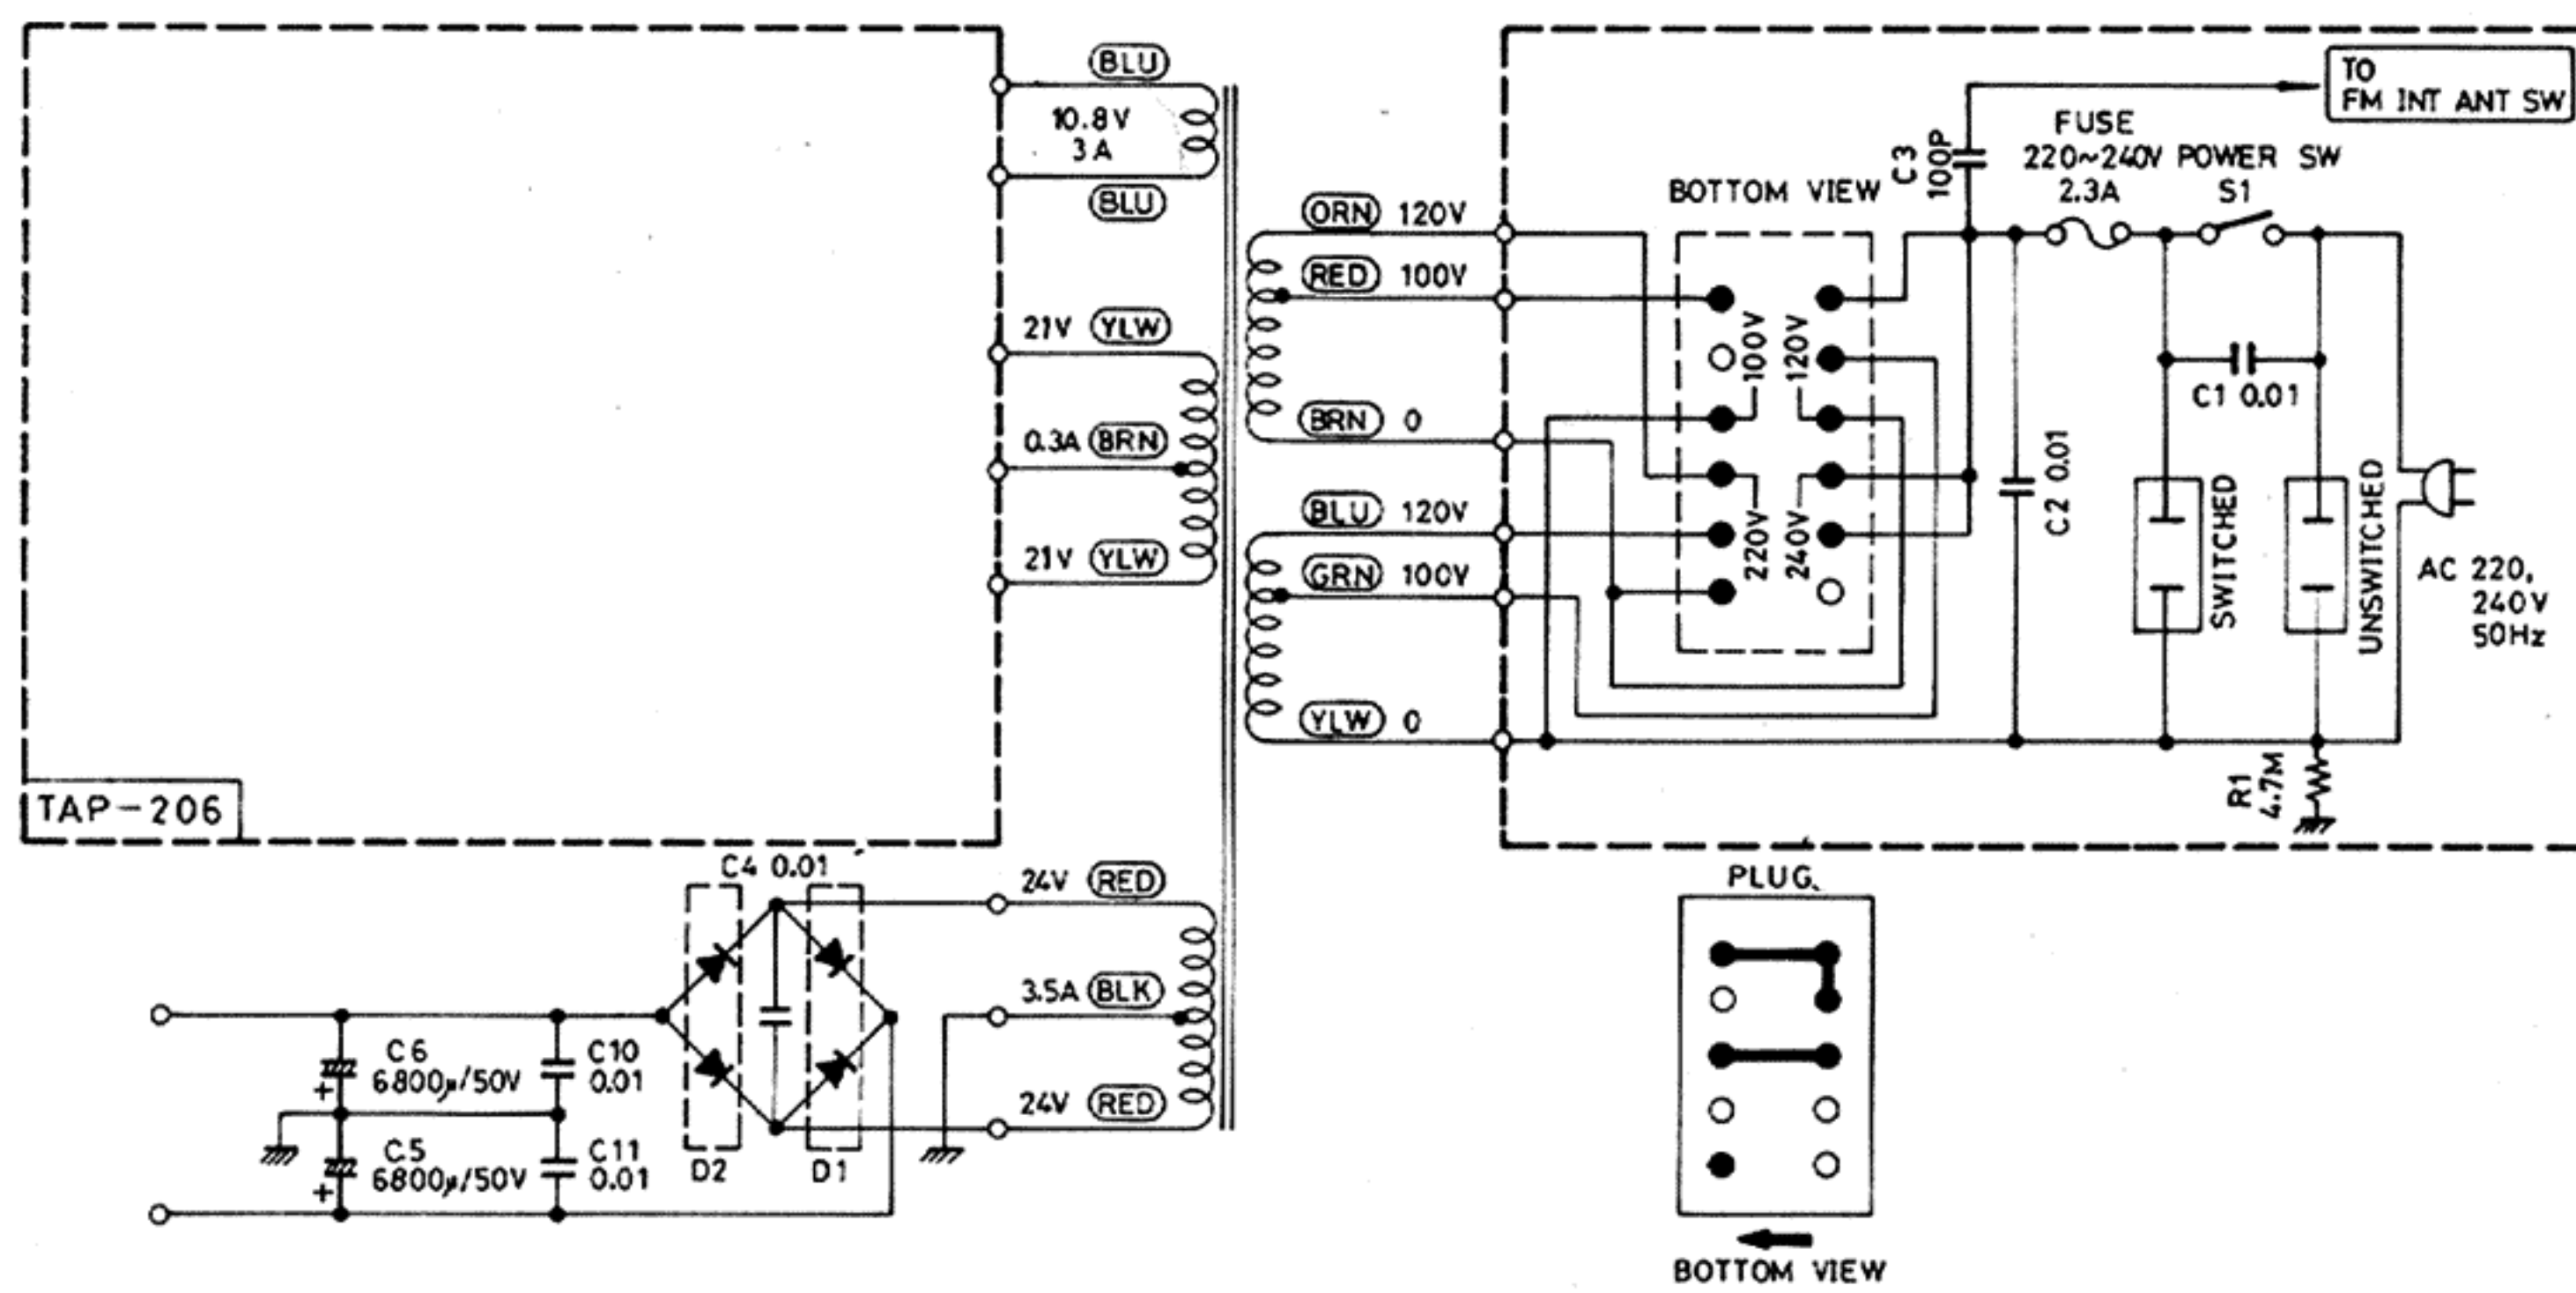 BLU
10.8V
3A
BLU
21V YLW
0.3A BRN
21V YLW
TAP-206
ORN 120V
RED 100V
BRN 0
BLU 120V
GRN 100V
YLW 0
TO
FM INT ANT SW
C3
100P
FUSE
220~240V
2.3A
POWER SW
S1
BOTTOM VIEW
100V
120V
220V
240V
C1 0.01
C2 0.01
SWITCHED
UNSWITCHED
AC 220,
240V
50Hz
R1
4.7M
C4 0.01
24V RED
3.5A BLK
24V RED
C6
6800μ/50V
+
C10
0.01
C5
6800μ/50V
+
C11
0.01
D2
D1
PLUG
BOTTOM VIEW